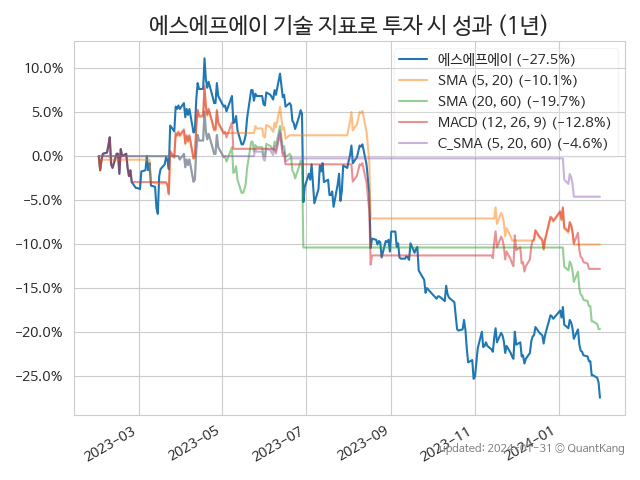 에스에프에이 기술 지표로 투자 시 성과 (1년)
에스에프에이 (−27.5%)
SMA (5, 20) (−10.1%)
SMA (20, 60) (−19.7%)
MACD (12, 26, 9) (−12.8%)
C_SMA (5, 20, 60) (−4.6%)
10.0%
5.0%
0.0%
−5.0%
−10.0%
−15.0%
−20.0%
−25.0%
2023−03
2023−05
2023−07
2023−09
2023−11
2024−01
updated: 2024−01−31 © QuantKang